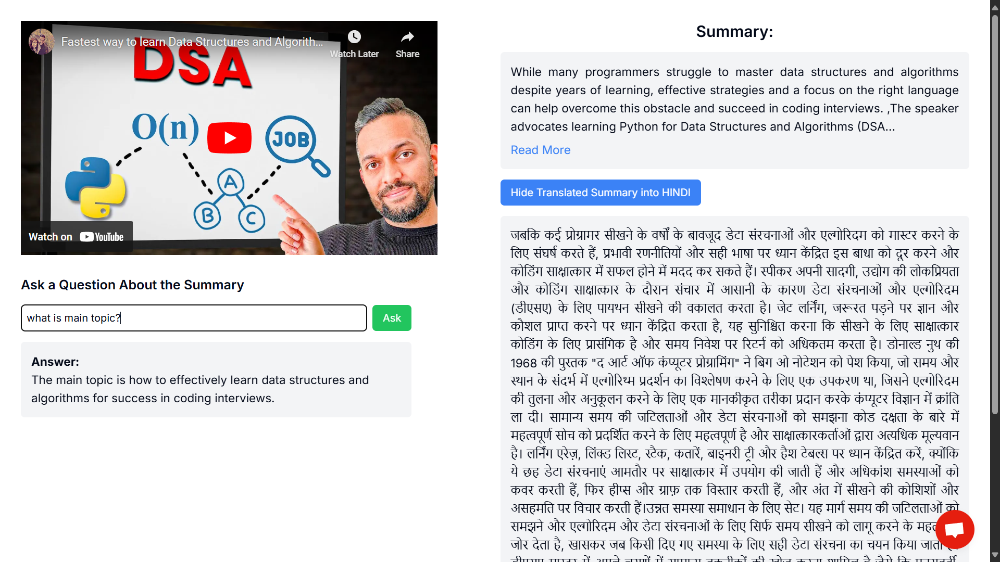 Fastest way to learn Data Structures and Algorith...
Watch Later
Share
DSA
O(n)
JOB
A
B
C
Watch on YouTube
Ask a Question About the Summary
what is main topic?
Ask
Answer:
The main topic is how to effectively learn data structures and
algorithms for success in coding interviews.
Summary:
While many programmers struggle to master data structures and algorithms
despite years of learning, effective strategies and a focus on the right language
can help overcome this obstacle and succeed in coding interviews. ,The speaker
advocates learning Python for Data Structures and Algorithms (DSA...
Read More
Hide Translated Summary into HINDI
जबकि कई प्रोग्रामर सीखने के वर्षों के बावजूद डेटा संरचनाओं और एल्गोरिदम को मास्टर करने के
लिए संघर्ष करते हैं, प्रभावी रणनीतियों और सही भाषा पर ध्यान केंद्रित इस बाधा को दूर करने और
कोडिंग साक्षात्कार में सफल होने में मदद कर सकते हैं। स्पीकर अपनी सादगी, उद्योग की लोकप्रियता
और कोडिंग साक्षात्कार के दौरान संचार में आसानी के कारण डेटा संरचनाओं और एल्गोरिदम
(डीएसए) के लिए पायथन सीखने की वकालत करता है। जेट लर्निंग, जरूरत पड़ने पर ज्ञान और
कौशल प्राप्त करने पर ध्यान केंद्रित करता है, यह सुनिश्चित करना कि सीखने के लिए साक्षात्कार
कोडिंग के लिए प्रासंगिक है और समय निवेश पर रिटर्न को अधिकतम करता है। डोनाल्ड नुथ की
1968 की पुस्तक "द आर्ट ऑफ कंप्यूटर प्रोग्रामिंग" ने बिग ओ नोटेशन को पेश किया, जो समय और
स्थान के संदर्भ में एल्गोरिथ्म प्रदर्शन का विश्लेषण करने के लिए एक उपकरण था, जिसने एल्गोरिदम
की तुलना और अनुकूलन करने के लिए एक मानकीकृत तरीका प्रदान करके कंप्यूटर विज्ञान में क्रांति
ला दी। सामान्य समय की जटिलताओं और डेटा संरचनाओं को समझना कोड दक्षता के बारे में
महत्वपूर्ण सोच को प्रदर्शित करने के लिए महत्वपूर्ण है और साक्षात्कारकर्ताओं द्वारा अत्यधिक मूल्यवान
है। लर्निंग एरेज़, लिंक्ड लिस्ट, स्टैक, कतारें, बाइनरी ट्री और हैश टेबल्स पर ध्यान केंद्रित करें, क्योंकि
ये छह डेटा संरचनाएं आमतौर पर साक्षात्कार में उपयोग की जाती हैं और अधिकांश समस्याओं को
कवर करती हैं, फिर हीप्स और ग्राफ़ तक विस्तार करती हैं, और अंत में सीखने की कोशिशों और
असहमति पर विचार करती हैं।उन्नत समस्या समाधान के लिए सेट। यह मार्ग समय की जटिलताओं को
समझने और एल्गोरिदम और डेटा संरचनाओं के लिए सिर्फ समय सीखने को लागू करने के
जोर देता है, खासकर जब किसी दिए गए समस्या के लिए सही डेटा संरचना का चयन किया